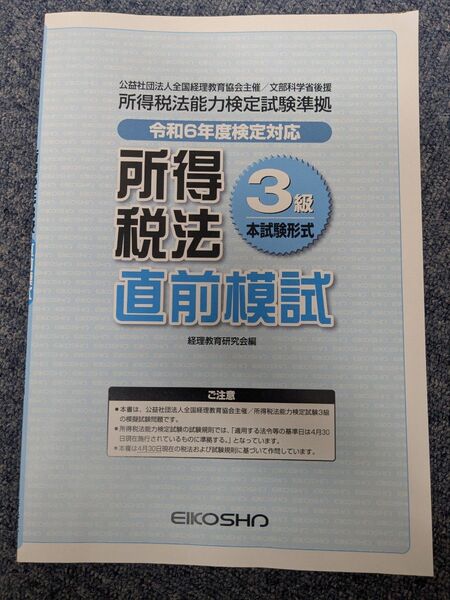 公益社団法人全国経理教育協会主催/文部科学省後援
所得税法能力検定試験準拠
令和6年度検定対応
所得
税法
3級
本試験形式
直前模試
経理教育研究会編
ご注意
●本書は、公益社団法人全国経理教育協会主催/所得税法能力検定試験3級
の模擬試験問題です。
●所得税法能力検定試験の試験規則では、「適用する法令等の基準日は4月30
日現在施行されているものに準拠する。」となっています。
●本書は4月30日現在の税法および試験規則に基づいて作問しています。
EIKOSHO